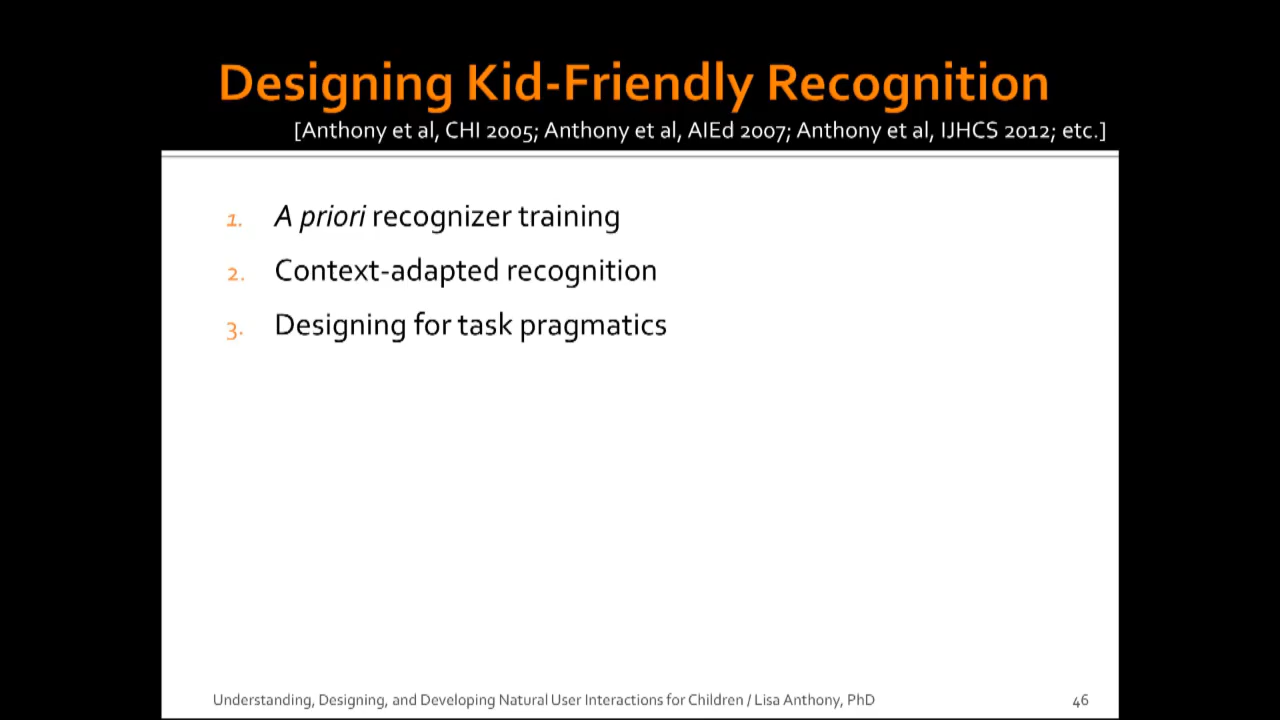 Designing Kid-Friendly Recognition
[Anthony et al, CHI 2005; Anthony et al, AIEd 2007; Anthony et al, IJHCS 2012; etc.]
1. A priori recognizer training
2. Context-adapted recognition
3. Designing for task pragmatics
Understanding, Designing, and Developing Natural User Interactions for Children / Lisa Anthony, PhD 46